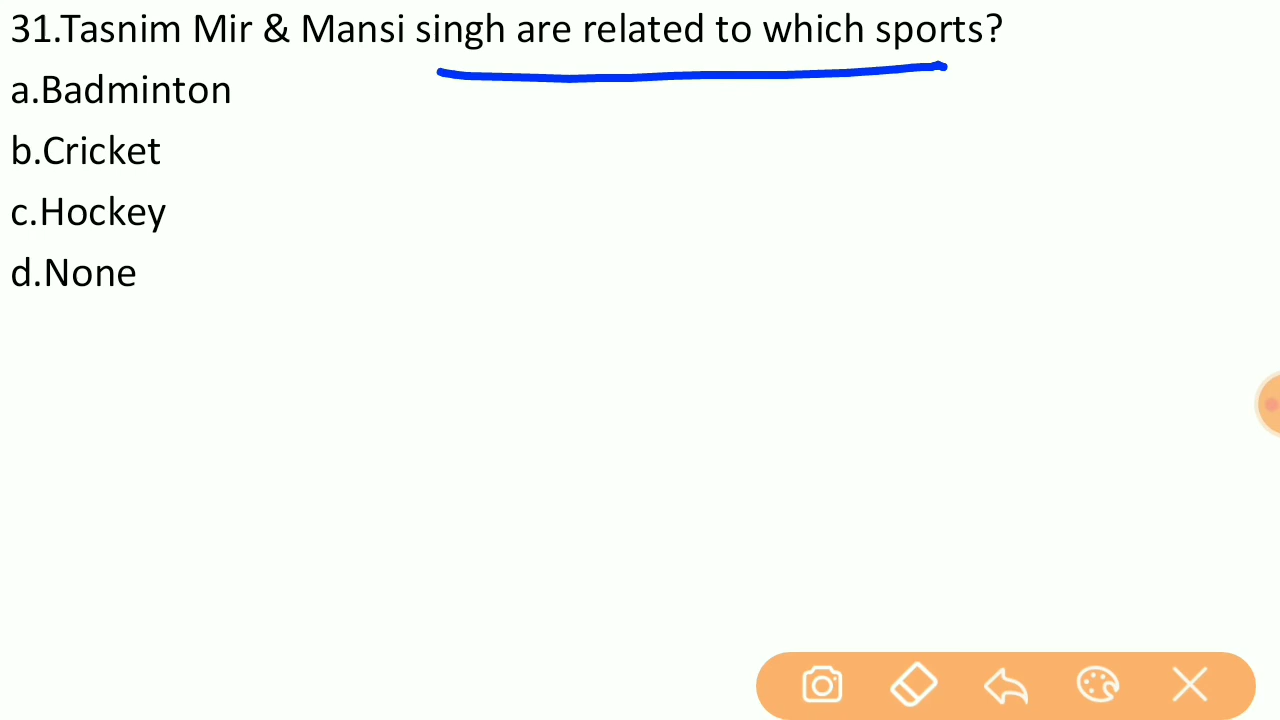 31.Tasnim Mir & Mansi singh are related to which sports?
a.Badminton
b.Cricket
c.Hockey
d.None